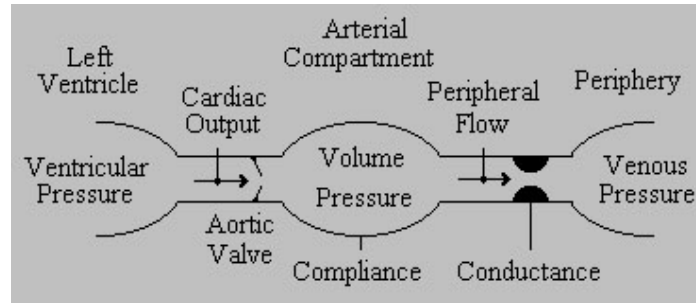 Left
Ventricle
Arterial
Compartment
Periphery
Cardiac
Output
Peripheral
Flow
Ventricular
Pressure
Volume
Pressure
Venous
Pressure
Aortic
Valve
Compliance
Conductance